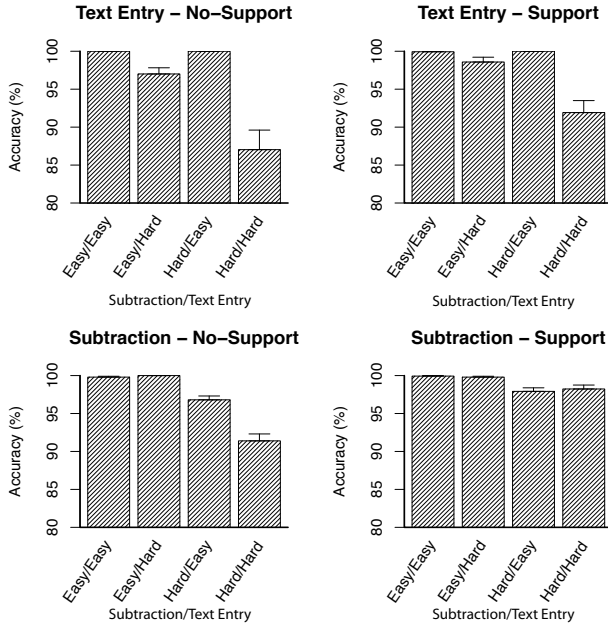 Text Entry – No–Support
Accuracy (%)
100
95
90
85
80
Easy/Easy
Easy/Hard
Hard/Easy
Hard/Hard
Subtraction/Text Entry
Text Entry – Support
Accuracy (%)
100
95
90
85
80
Easy/Easy
Easy/Hard
Hard/Easy
Hard/Hard
Subtraction/Text Entry
Subtraction – No–Support
Accuracy (%)
100
95
90
85
80
Easy/Easy
Easy/Hard
Hard/Easy
Hard/Hard
Subtraction/Text Entry
Subtraction – Support
Accuracy (%)
100
95
90
85
80
Easy/Easy
Easy/Hard
Hard/Easy
Hard/Hard
Subtraction/Text Entry